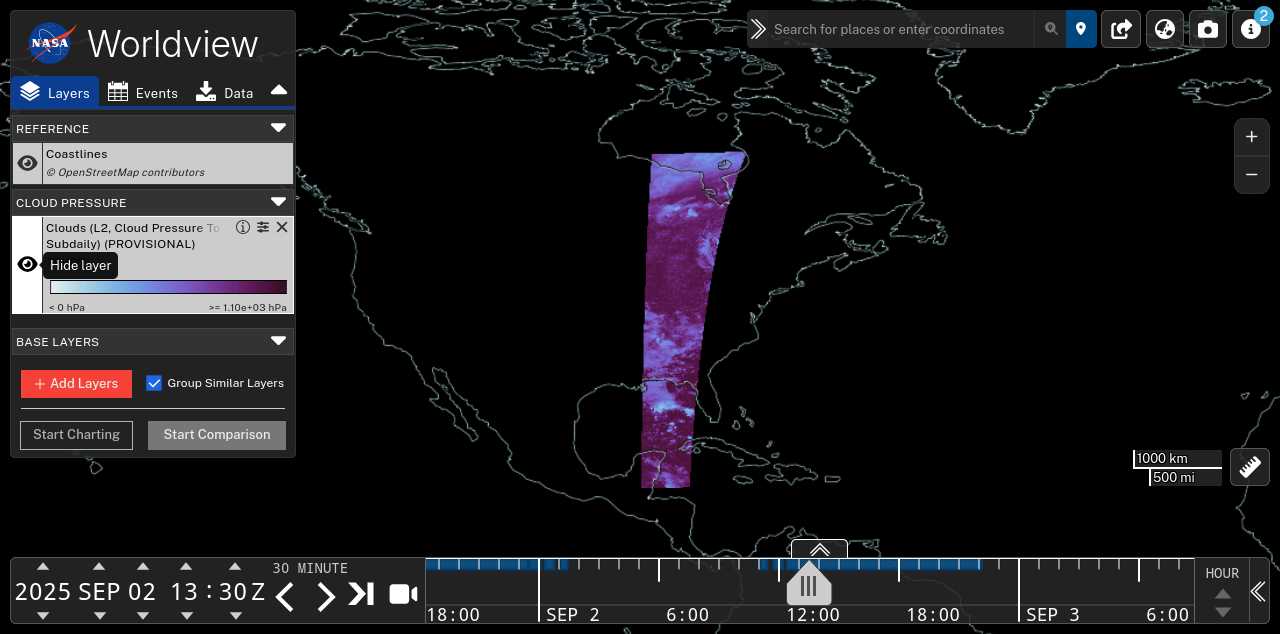 NASA
Worldview
Layers
Events
Data
REFERENCE
Coastlines
© OpenStreetMap contributors
CLOUD PRESSURE
Clouds (L2, Cloud Pressure To
Subdaily) (PROVISIONAL)
Hide layer
< 0 hPa
>= 1.10e+03 hPa
BASE LAYERS
+ Add Layers
Group Similar Layers
Start Charting
Start Comparison
Search for places or enter coordinates
2
1000 km
500 mi
2025 SEP 02 13 : 30 Z
30 MINUTE
18:00
SEP 2
6:00
12:00
18:00
SEP 3
6:00
HOUR